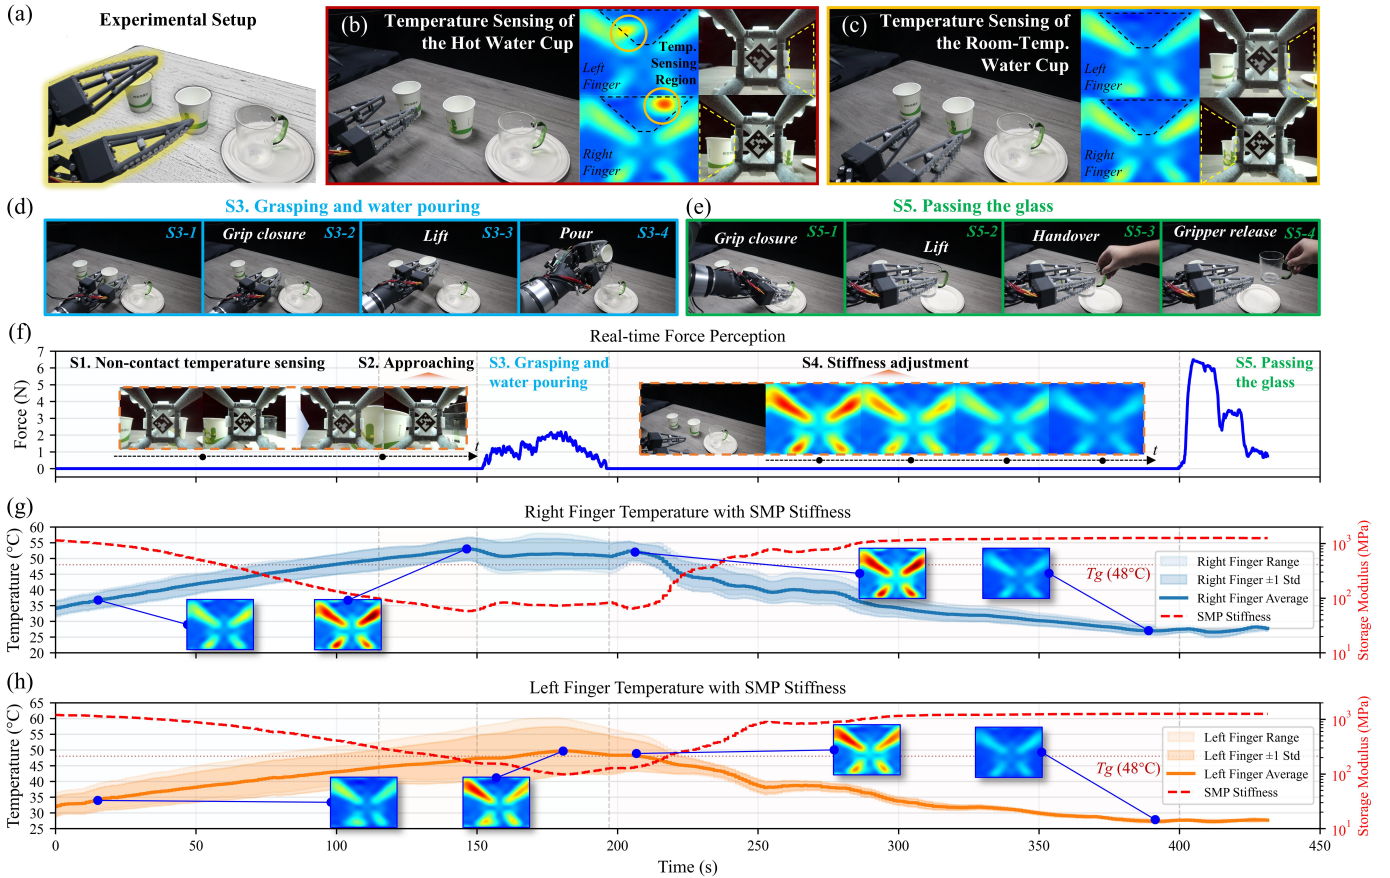 (a)
Experimental Setup
(b)
Temperature Sensing of
the Hot Water Cup
Left
Finger
Temp.
Sensing
Region
Right
Finger
(c)
Temperature Sensing of
the Room-Temp.
Water Cup
Left
Finger
Right
Finger
(d)
S3. Grasping and water pouring
S3-1
Grip closure
S3-2
Lift
S3-3
Pour
S3-4
(e)
S5. Passing the glass
Grip closure
S5-1
Lift
S5-2
Handover
S5-3
Gripper release
S5-4
(f)
Real-time Force Perception
Force (N)
7
6
5
4
3
2
1
0
S1. Non-contact temperature sensing
S2. Approaching
S3. Grasping and
water pouring
S4. Stiffness adjustment
S5. Passing
the glass
t
t
(g)
Right Finger Temperature with SMP Stiffness
Temperature (°C)
60
55
50
45
40
35
30
25
20
Tg (48°C)
Right Finger Range
Right Finger ±1 Std
Right Finger Average
SMP Stiffness
10³
10²
10¹
Storage Modulus (MPa)
(h)
Left Finger Temperature with SMP Stiffness
Temperature (°C)
65
60
55
50
45
40
35
30
25
Tg (48°C)
Left Finger Range
Left Finger ±1 Std
Left Finger Average
SMP Stiffness
10³
10²
10¹
Storage Modulus (MPa)
0 50 100 150 200 250 300 350 400 450
Time (s)